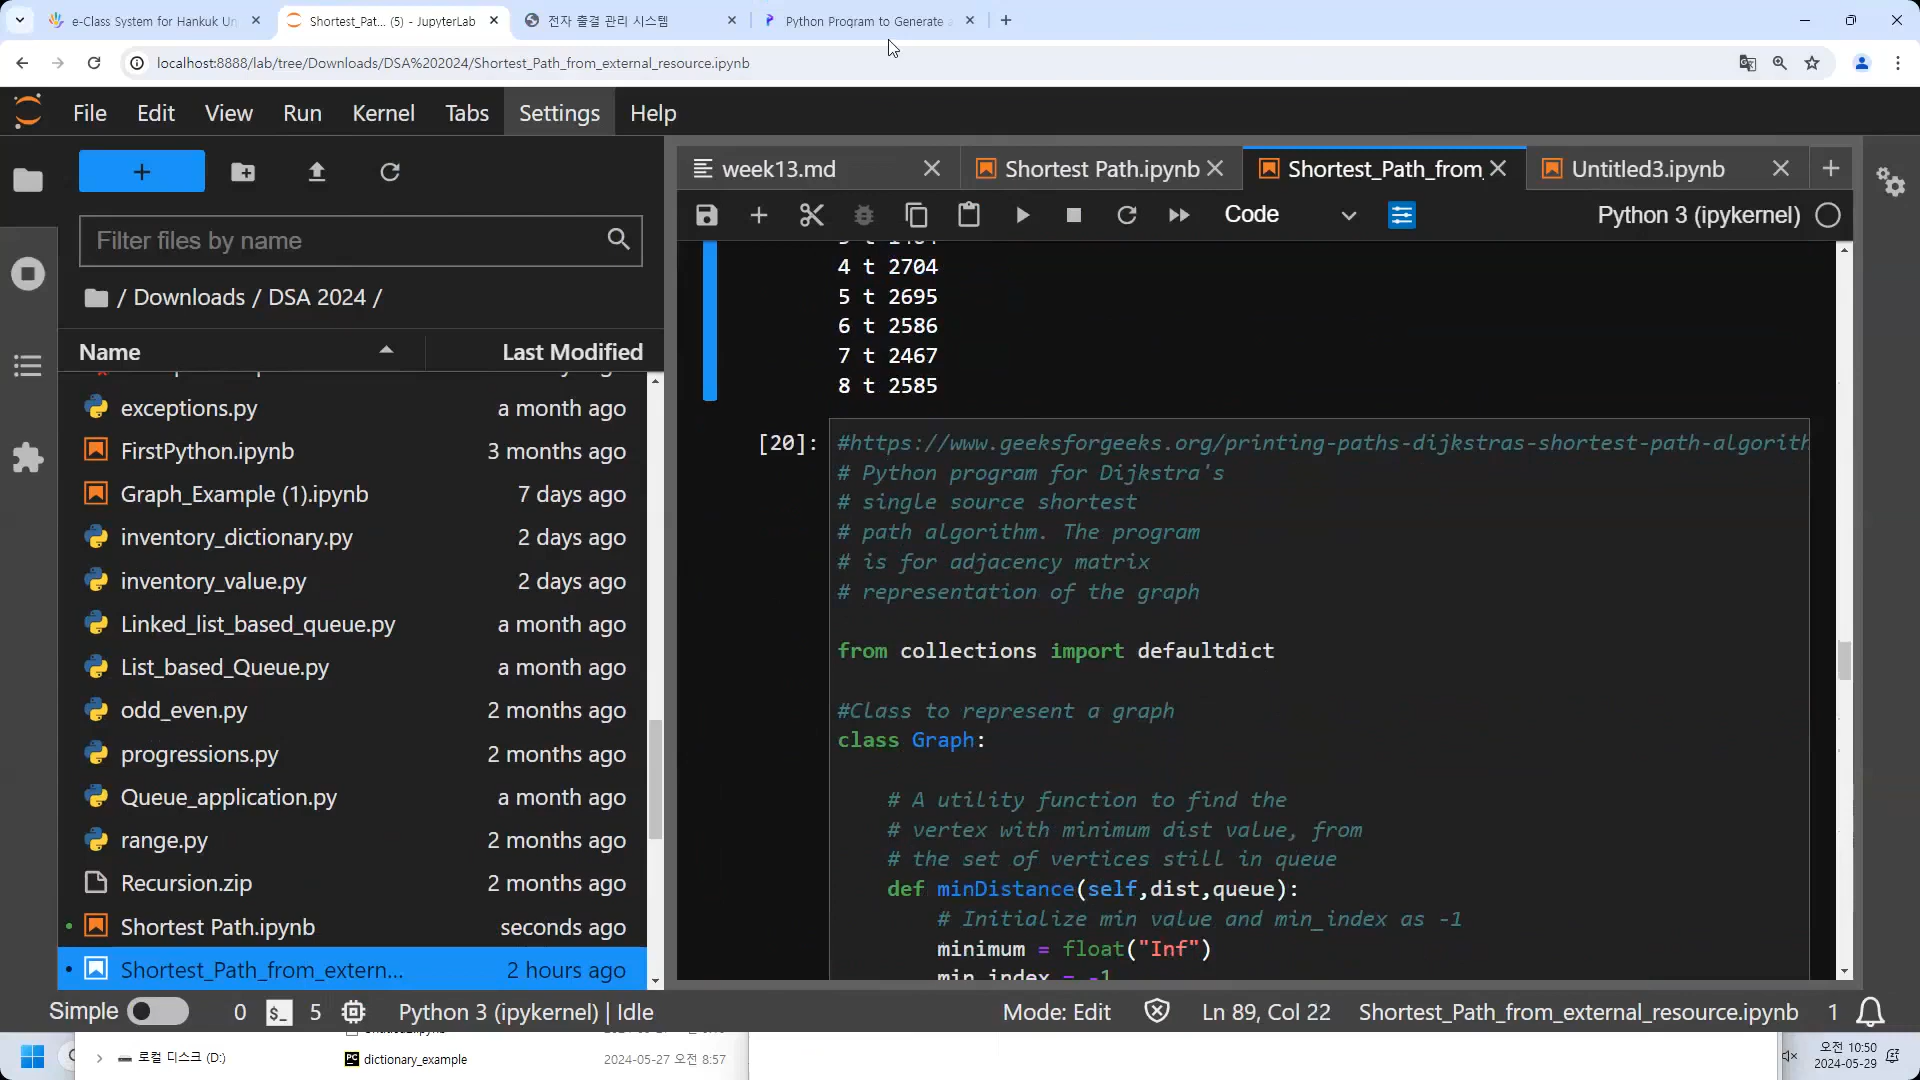 e-Class System for Hankuk Un
Shortest_Pat... (5) - JupyterLab
전자 출결 관리 시스템
Python Program to Generate a
localhost:8888/lab/tree/Downloads/DSA%202024/Shortest_Path_from_external_resource.ipynb
File Edit View Run Kernel Tabs Settings Help
week13.md
Shortest Path.ipynb
Shortest_Path_from_
Untitled3.ipynb
Code
Python 3 (ipykernel)
Filter files by name
/ Downloads / DSA 2024 /
Name Last Modified
exceptions.py a month ago
FirstPython.ipynb 3 months ago
Graph_Example (1).ipynb 7 days ago
inventory_dictionary.py 2 days ago
inventory_value.py 2 days ago
Linked_list_based_queue.py a month ago
List_based_Queue.py a month ago
odd_even.py 2 months ago
progressions.py 2 months ago
Queue_application.py a month ago
range.py 2 months ago
Recursion.zip 2 months ago
Shortest Path.ipynb seconds ago
Shortest_Path_from_extern... 2 hours ago
4 t 2704
5 t 2695
6 t 2586
7 t 2467
8 t 2585
[20]:
#https://www.geeksforgeeks.org/printing-paths-dijkstras-shortest-path-algorith
# Python program for Dijkstra's
# single source shortest
# path algorithm. The program
# is for adjacency matrix
# representation of the graph
from collections import defaultdict
#Class to represent a graph
class Graph:
# A utility function to find the
# vertex with minimum dist value, from
# the set of vertices still in queue
def minDistance(self,dist,queue):
# Initialize min value and min_index as -1
minimum = float("Inf")
min_index = -1
Simple 0 $_ 5 Python 3 (ipykernel) | Idle
Mode: Edit Ln 89, Col 22 Shortest_Path_from_external_resource.ipynb 1
로컬 디스크 (D:)
dictionary_example 2024-05-27 오전 8:57
오전 10:50
2024-05-29